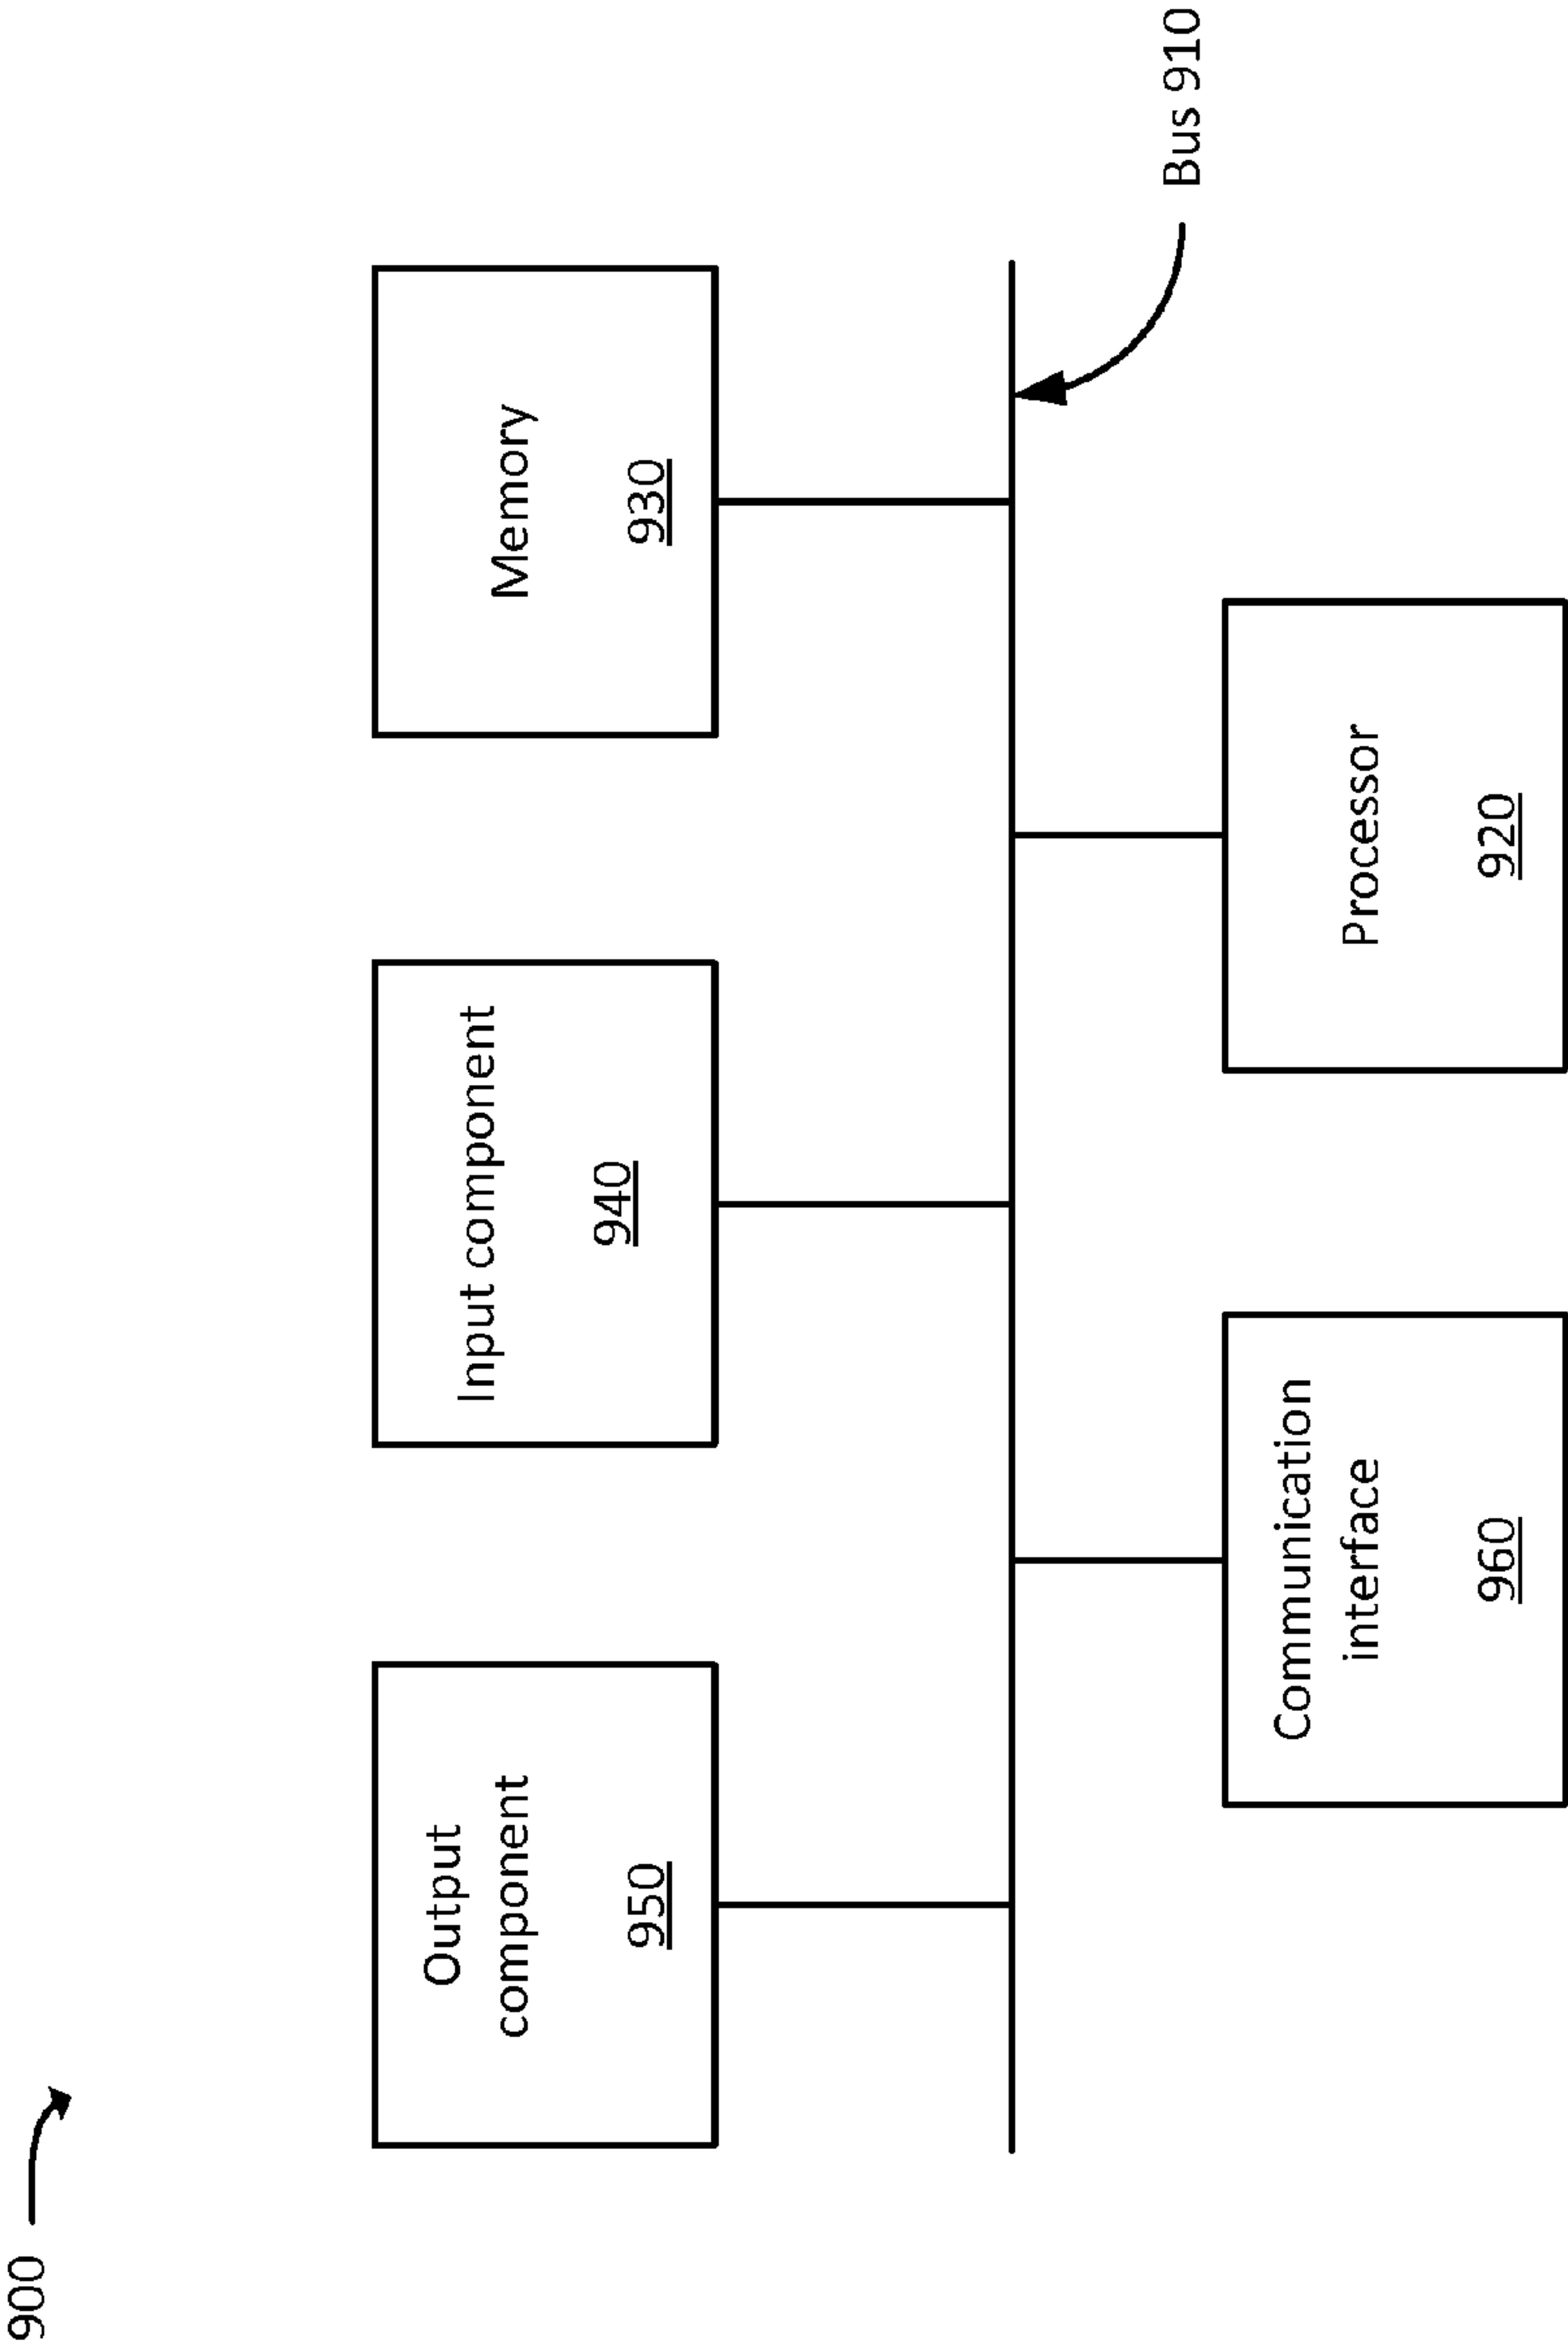 900
Output
component
950
Input component
940
Memory
930
Communication
interface
960
Processor
920
Bus 910